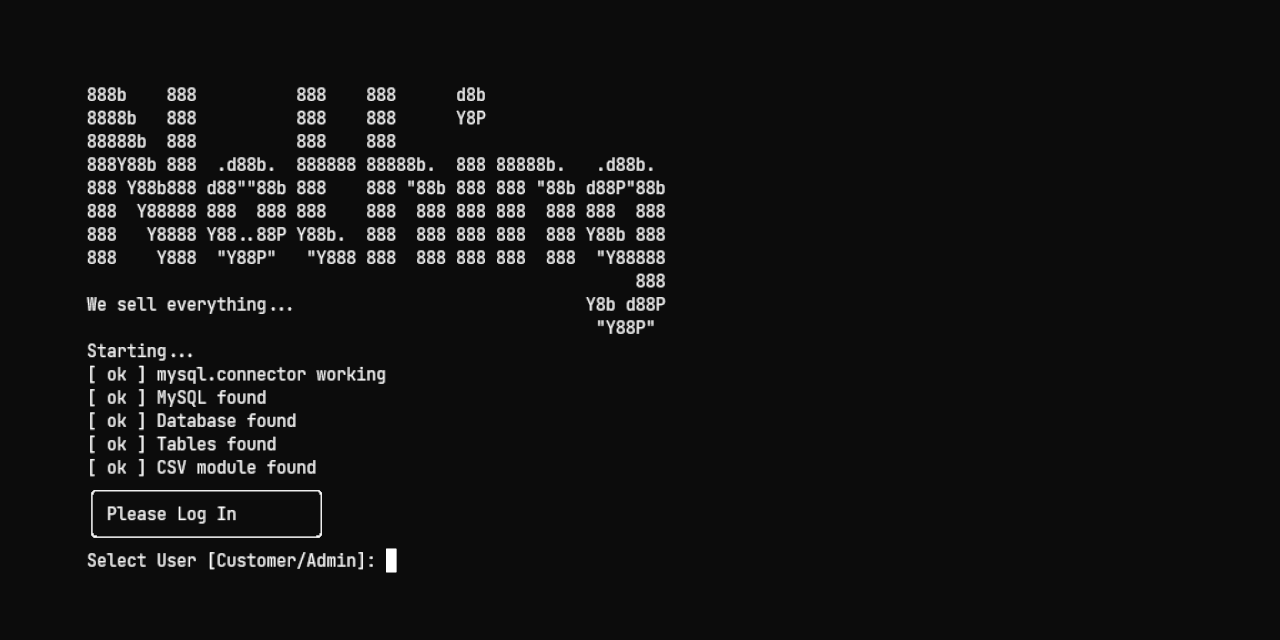 888b    888          888    888      d8b
8888b   888          888    888      Y8P
88888b  888          888    888
888Y88b 888  .d88b.  888888 88888b.  888 88888b.   .d88b.
888 Y88b888 d88""88b 888    888 "88b 888 888 "88b d88P"88b
888  Y88888 888  888 888    888  888 888 888  888 888  888
888   Y8888 Y88..88P Y88b.  888  888 888 888  888 Y88b 888
888    Y888  "Y88P"   "Y888 888  888 888 888  888  "Y88888
                                                       888
We sell everything...                             Y8b d88P
                                                   "Y88P"
Starting...
[ ok ] mysql.connector working
[ ok ] MySQL found
[ ok ] Database found
[ ok ] Tables found
[ ok ] CSV module found
Please Log In
Select User [Customer/Admin]: